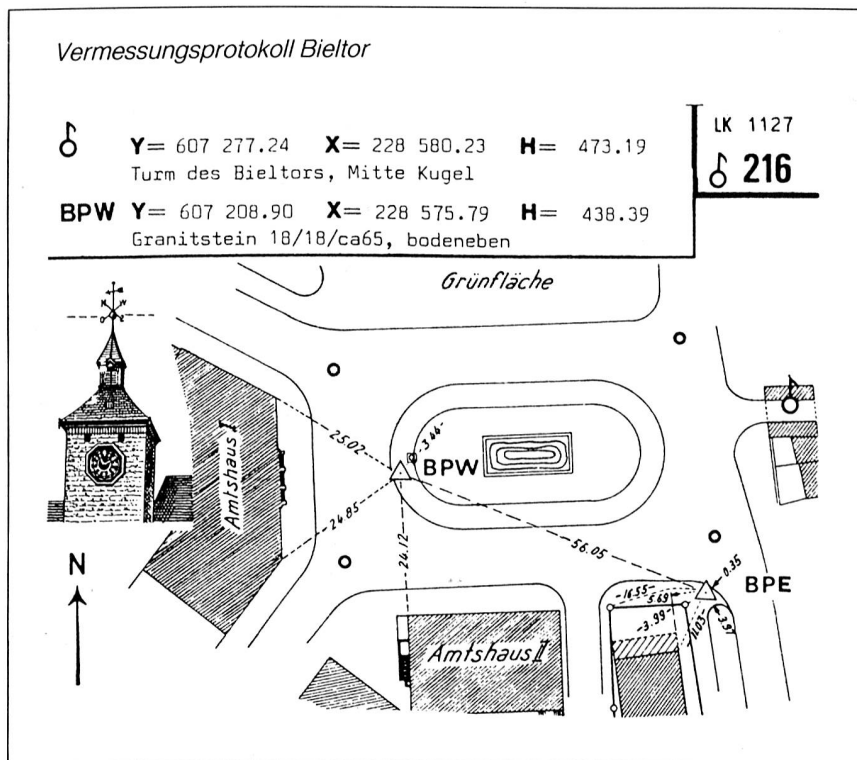 Vermessungsprotokoll Bieltor
Y= 607 277.24 X= 228 580.23 H= 473.19
Turm des Bieltors, Mitte Kugel
BPW Y= 607 208.90 X= 228 575.79 H= 438.39
Granitstein 18/18/ca65, bodeneben
LK 1127
216
Grünfläche
N W
O S
Amtshaus I
25.02
3.44
BPW
24.85
24.12
56.05
N
0.35
BPE
16.55
5.69
3.99
11.03
3.97
Amtshaus II